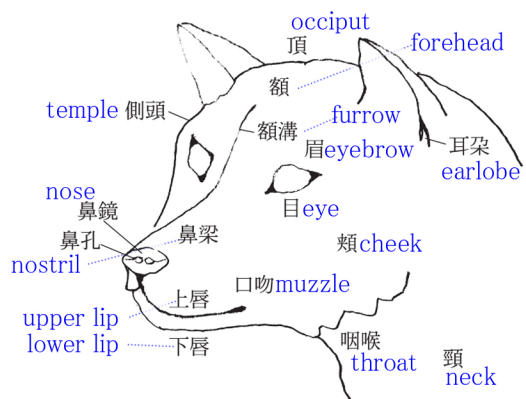 occiput
頂
forehead
額
temple 側頭
furrow
額溝
眉eyebrow
耳朶
earlobe
nose
鼻鏡
目eye
鼻孔
鼻梁
nostril
頬cheek
口吻muzzle
上唇
upper lip
lower lip
下唇
咽喉
throat
頸
neck